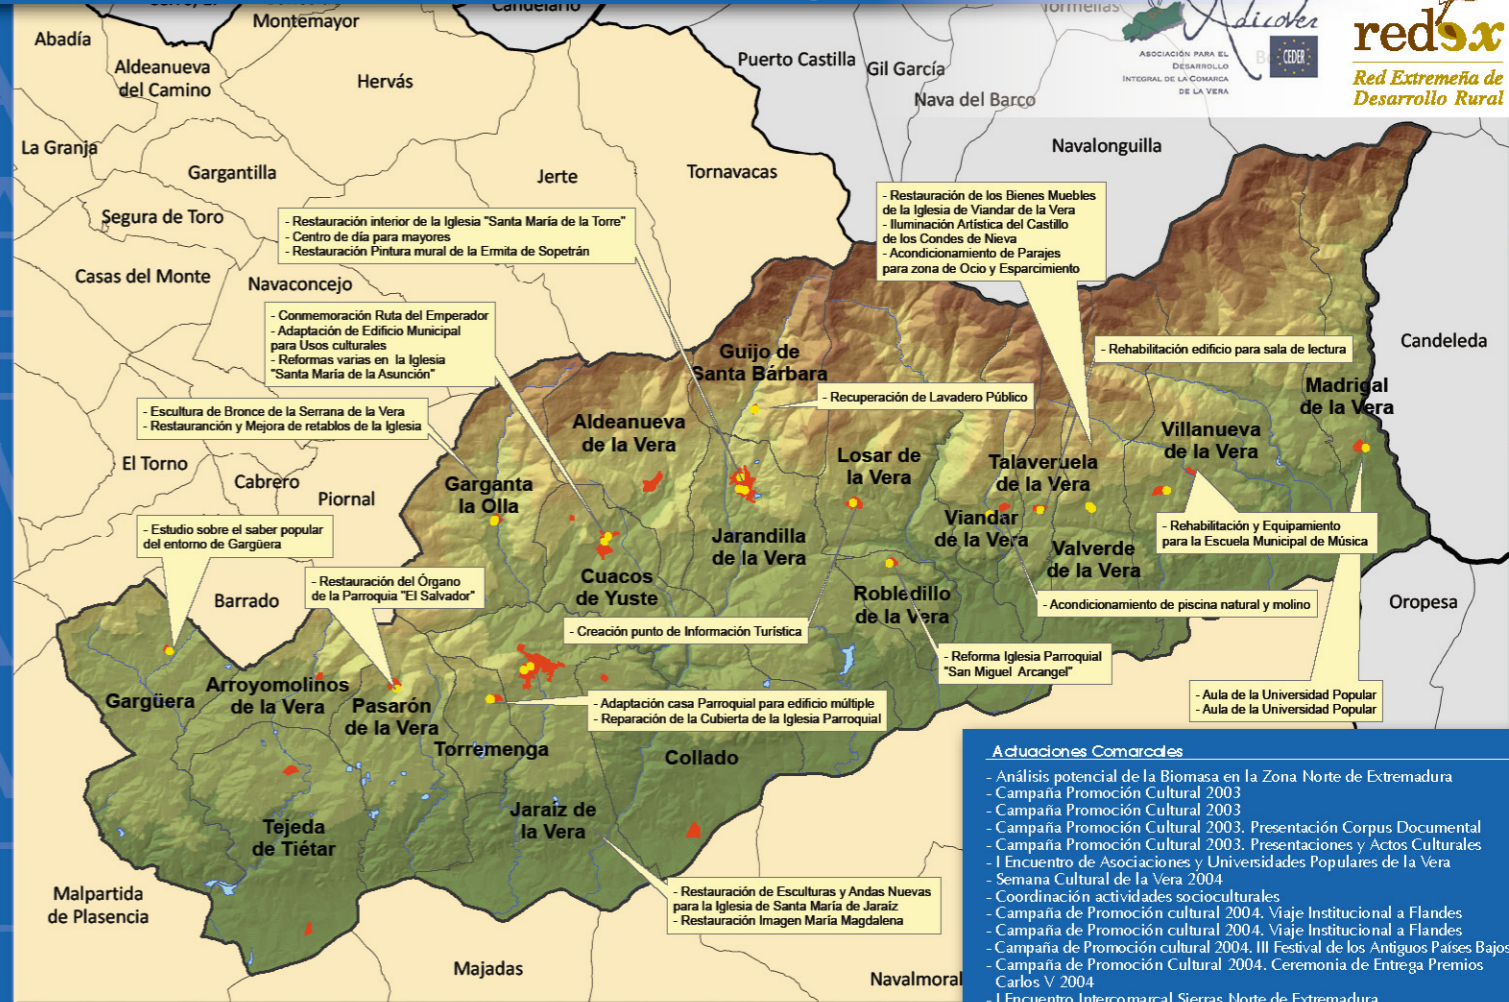 Montemayor
Candelario
Tormellas
Abadía
Aldeanueva
del Camino
Hervás
Puerto Castilla
Gil García
Nava del Barco
Adicover
ASOCIACIÓN PARA EL
DESARROLLO
INTEGRAL DE LA COMARCA
DE LA VERA
CEDER
redex
Red Extremeña de
Desarrollo Rural
La Granja
Gargantilla
Jerte
Tornavacas
Navalonguilla
Segura de Toro
Casas del Monte
Navaconcejo
- Restauración interior de la Iglesia "Santa María de la Torre"
- Centro de día para mayores
- Restauración Pintura mural de la Ermita de Sopetrán
- Restauración de los Bienes Muebles
de la Iglesia de Viandar de la Vera
- Iluminación Artística del Castillo
de los Condes de Nieva
- Acondicionamiento de Parajes
para zona de Ocio y Esparcimiento
- Conmemoración Ruta del Emperador
- Adaptación de Edificio Municipal
para Usos culturales
- Reformas varias en la Iglesia
"Santa María de la Asunción"
- Rehabilitación edificio para sala de lectura
Candeleda
Guijo de
Santa Bárbara
- Recuperación de Lavadero Público
Madrigal
de la Vera
- Escultura de Bronce de la Serrana de la Vera
- Restauranción y Mejora de retablos de la Iglesia
Aldeanueva
de la Vera
Villanueva
de la Vera
El Torno
Cabrero
Piornal
Garganta
la Olla
Losar de
la Vera
Talaveruela
de la Vera
- Estudio sobre el saber popular
del entorno de Gargüera
Jarandilla
de la Vera
Viandar
de la Vera
Valverde
de la Vera
- Rehabilitación y Equipamiento
para la Escuela Municipal de Música
- Restauración del Órgano
de la Parroquia "El Salvador"
Cuacos
de Yuste
Barrado
Robledillo
de la Vera
- Acondicionamiento de piscina natural y molino
Oropesa
- Creación punto de Información Turística
- Reforma Iglesia Parroquial
"San Miguel Arcangel"
Gargüera
Arroyomolinos
de la Vera
Pasarón
de la Vera
- Adaptación casa Parroquial para edificio múltiple
- Reparación de la Cubierta de la Iglesia Parroquial
- Aula de la Universidad Popular
- Aula de la Universidad Popular
Torremenga
Collado
Jaraíz de
la Vera
Tejeda
de Tiétar
Malpartida
de Plasencia
- Restauración de Esculturas y Andas Nuevas
para la Iglesia de Santa María de Jaraíz
- Restauración Imagen María Magdalena
Majadas
Navalmoral
Actuaciones Comarcales
- Análisis potencial de la Biomasa en la Zona Norte de Extremadura
- Campaña Promoción Cultural 2003
- Campaña Promoción Cultural 2003
- Campaña Promoción Cultural 2003. Presentación Corpus Documental
- Campaña Promoción Cultural 2003. Presentaciones y Actos Culturales
- I Encuentro de Asociaciones y Universidades Populares de la Vera
- Semana Cultural de la Vera 2004
- Coordinación actividades socioculturales
- Campaña de Promoción cultural 2004. Viaje Institucional a Flandes
- Campaña de Promoción cultural 2004. Viaje Institucional a Flandes
- Campaña de Promoción cultural 2004. III Festival de los Antiguos Países Bajos
- Campaña de Promoción Cultural 2004. Ceremonia de Entrega Premios
Carlos V 2004
- I Encuentro Intercomarcal Sierras Norte de Extremadura